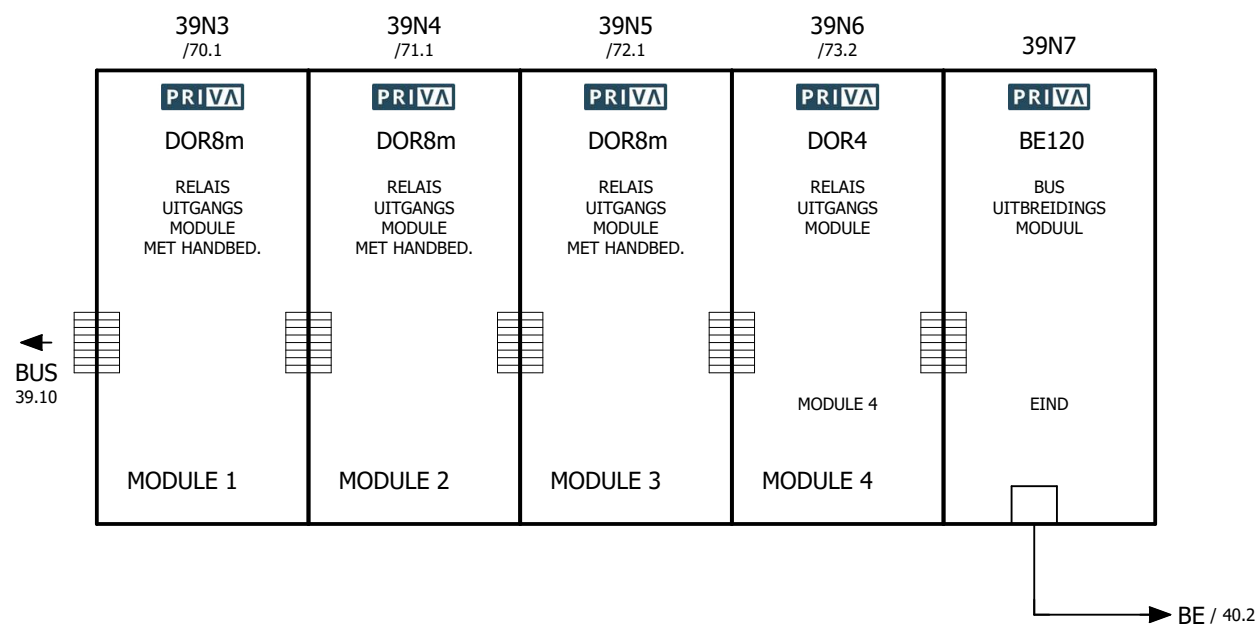 39N3
/70.1
39N4
/71.1
39N5
/72.1
39N6
/73.2
39N7
PRIVA
DOR8m
RELAIS
UITGANGS
MODULE
MET HANDBED.
PRIVA
DOR8m
RELAIS
UITGANGS
MODULE
MET HANDBED.
PRIVA
DOR8m
RELAIS
UITGANGS
MODULE
MET HANDBED.
PRIVA
DOR4
RELAIS
UITGANGS
MODULE
PRIVA
BE120
BUS
UITBREIDINGS
MODUUL
BUS
39.10
MODULE 4
EIND
MODULE 1
MODULE 2
MODULE 3
MODULE 4
BE / 40.2